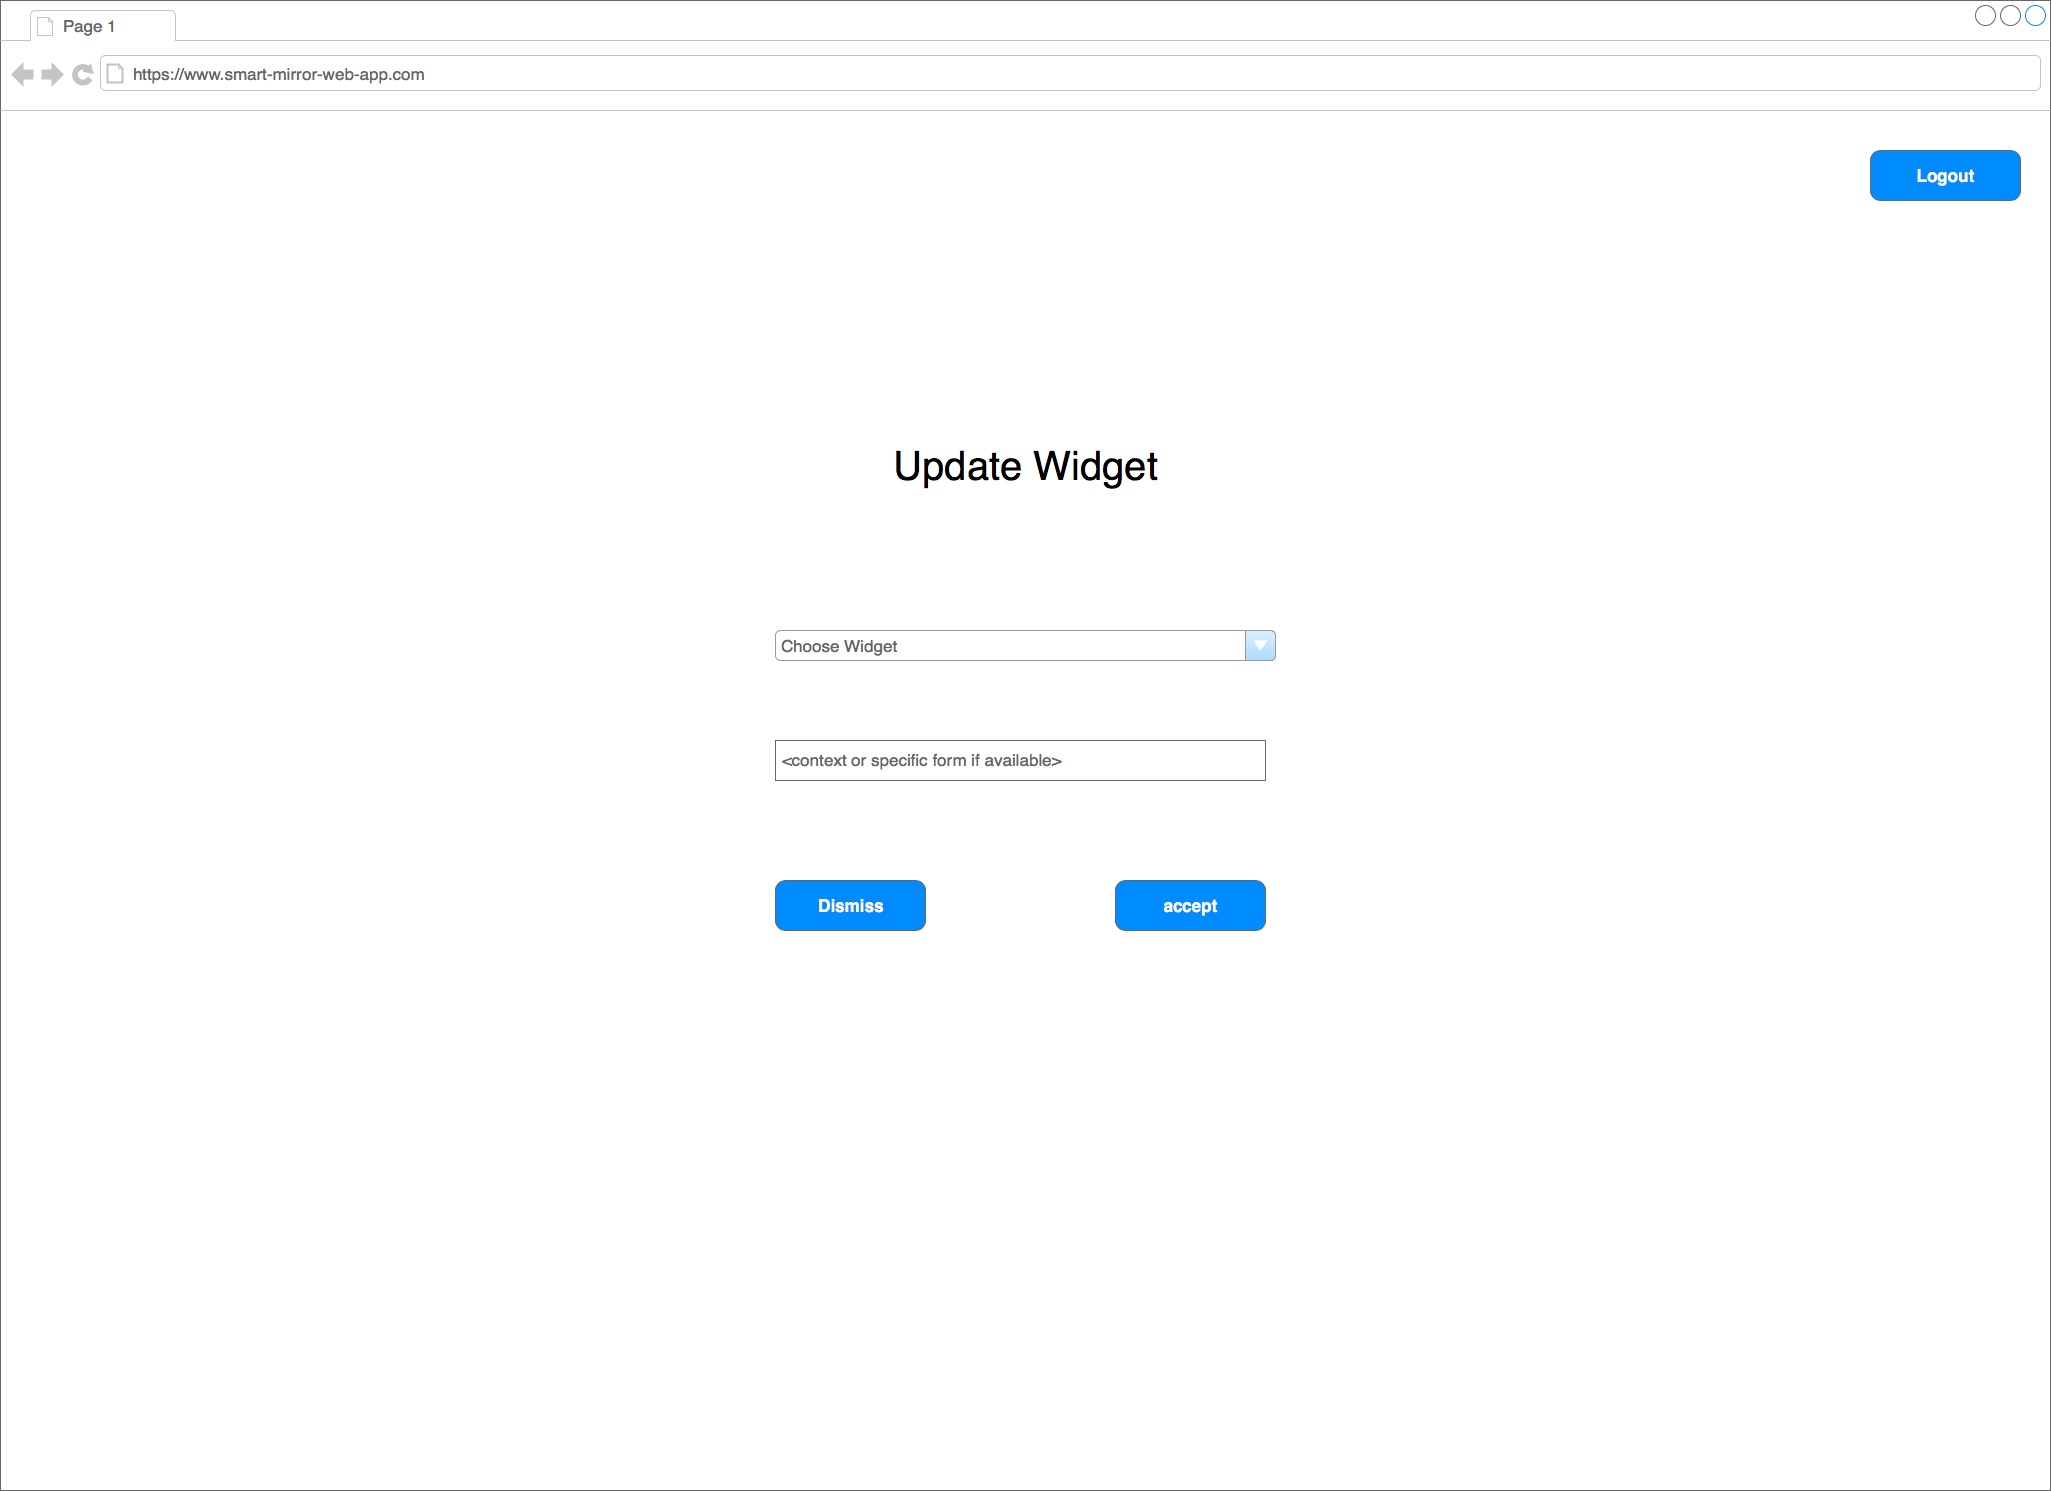 Page 1
https://www.smart-mirror-web-app.com
Logout
Update Widget
Choose Widget
<context or specific form if available>
Dismiss
accept